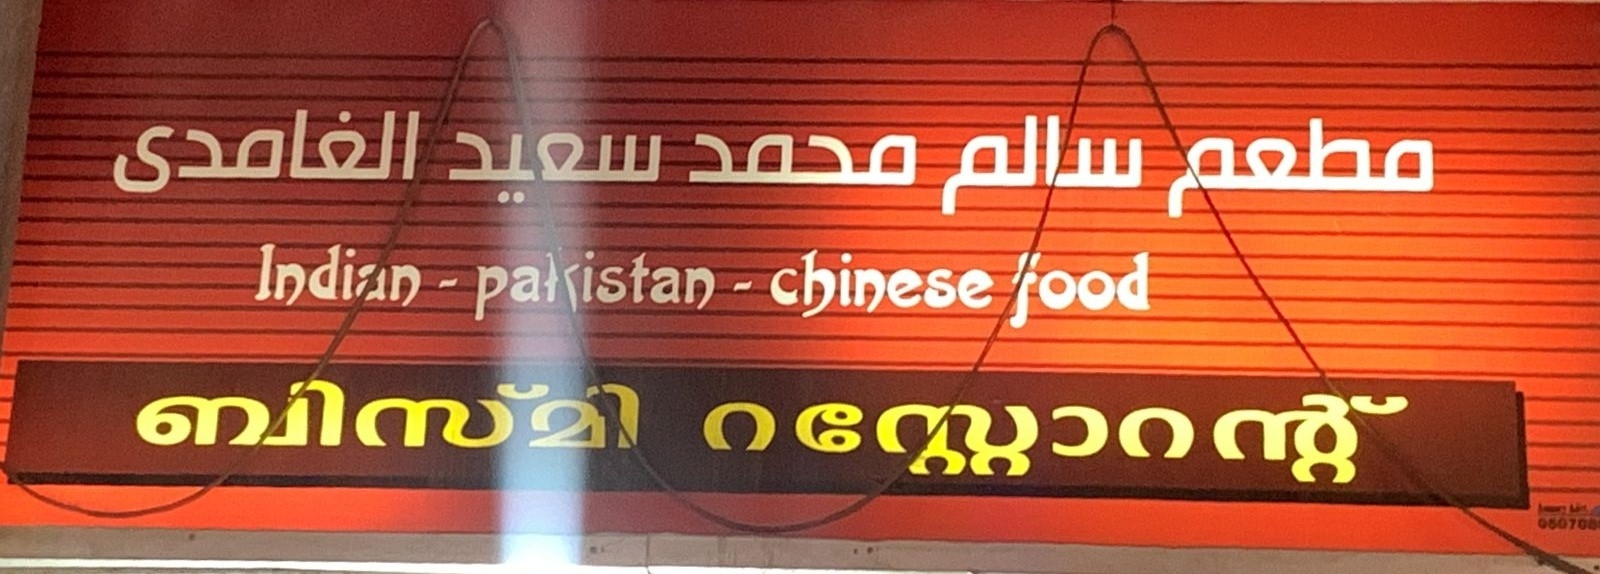 مطعم سالم محمد سعيد الغامدى
Indian - pakistan - chinese food
ബിസ്മി റസ്റ്റോറന്റ്